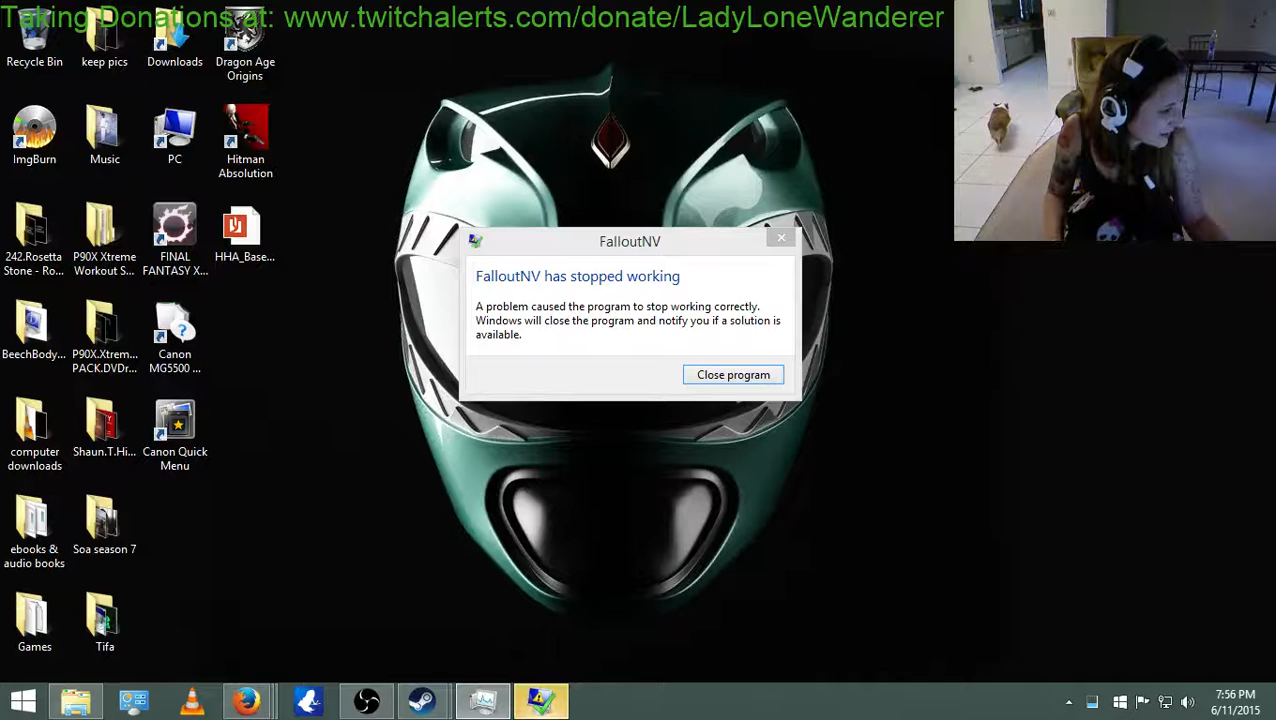 Taking Donations at: www.twitchalerts.com/donate/LadyLoneWanderer
Recycle Bin
keep pics
Downloads
Dragon Age
Origins
ImgBurn
Music
PC
Hitman
Absolution
242.Rosetta
Stone - Ro...
P90X Xtreme
Workout S...
FINAL
FANTASY X...
HHA_Base...
FalloutNV
FalloutNV has stopped working
A problem caused the program to stop working correctly.
Windows will close the program and notify you if a solution is
available.
Close program
BeechBody...
P90X.Xtrem...
PACK.DVDr...
Canon
MG5500 ...
computer
downloads
Shaun.T.Hi...
Canon Quick
Menu
ebooks &
audio books
Soa season 7
Games
Tifa
7:56 PM
6/11/2015